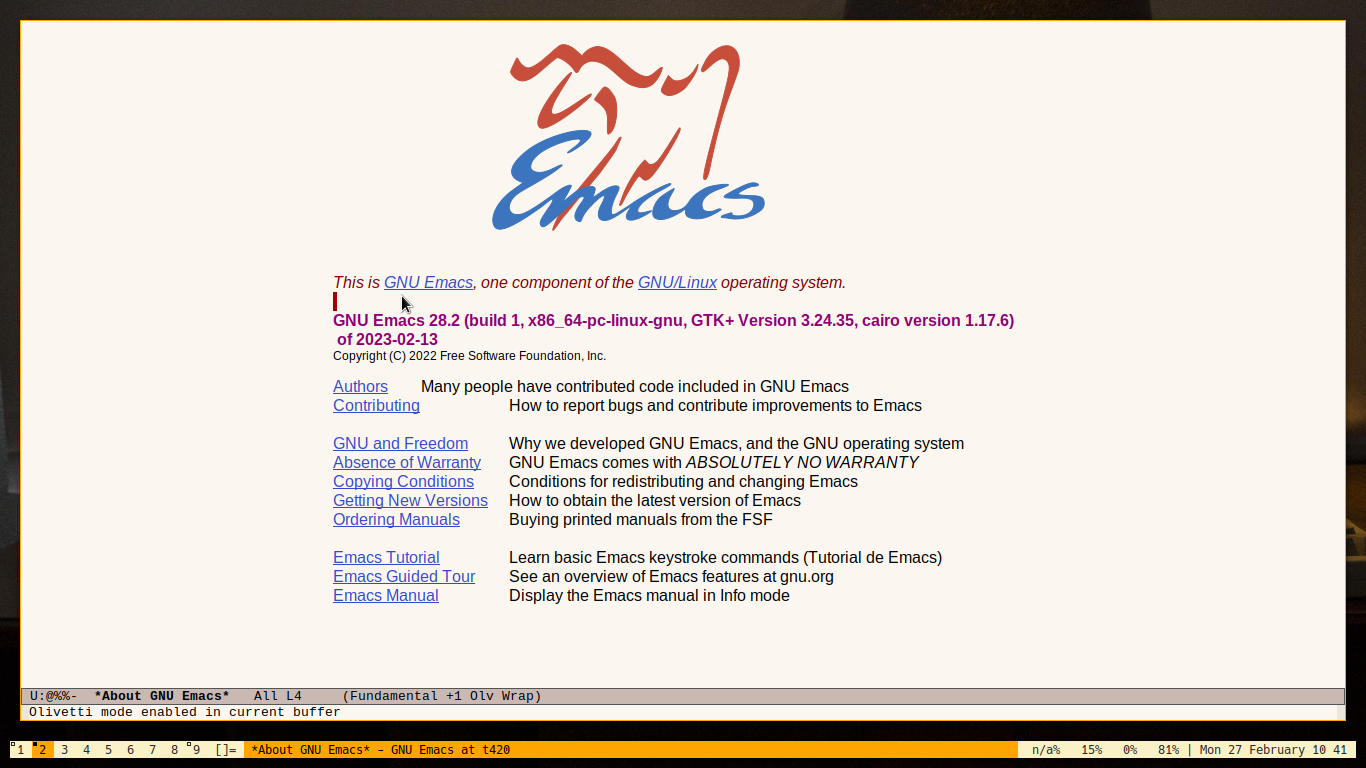 Emacs
This is GNU Emacs, one component of the GNU/Linux operating system.
GNU Emacs 28.2 (build 1, x86_64-pc-linux-gnu, GTK+ Version 3.24.35, cairo version 1.17.6)
of 2023-02-13
Copyright (C) 2022 Free Software Foundation, Inc.
Authors Many people have contributed code included in GNU Emacs
Contributing How to report bugs and contribute improvements to Emacs
GNU and Freedom Why we developed GNU Emacs, and the GNU operating system
Absence of Warranty GNU Emacs comes with ABSOLUTELY NO WARRANTY
Copying Conditions Conditions for redistributing and changing Emacs
Getting New Versions How to obtain the latest version of Emacs
Ordering Manuals Buying printed manuals from the FSF
Emacs Tutorial Learn basic Emacs keystroke commands (Tutorial de Emacs)
Emacs Guided Tour See an overview of Emacs features at gnu.org
Emacs Manual Display the Emacs manual in Info mode
U:@%%- *About GNU Emacs* All L4 (Fundamental +1 Olv Wrap)
Olivetti mode enabled in current buffer
1 2 3 4 5 6 7 8 9 []= *About GNU Emacs* - GNU Emacs at t420 n/a% 15% 0% 81% | Mon 27 February 10 41